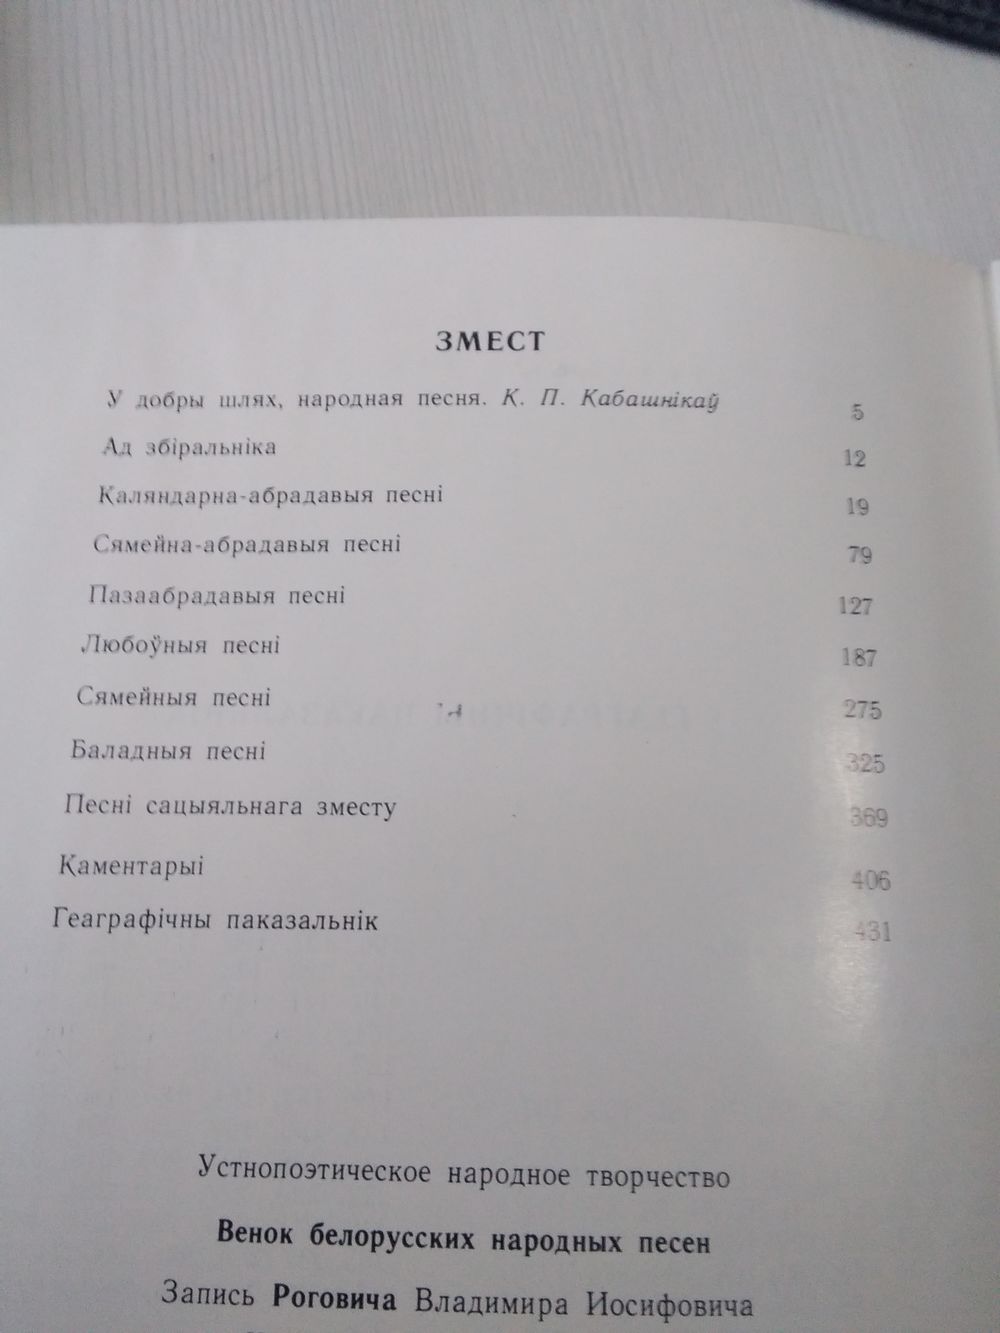 ЗМЕСТ
У добры шлях, народная песня. К. П. Кабашнікаў 5
Ад збіральніка 12
Каляндарна-абрадавыя песні 19
Сямейна-абрадавыя песні 79
Пазаабрадавыя песні 127
Любоўныя песні 187
Сямейныя песні 275
Баладныя песні 325
Песні сацыяльнага зместу 369
Каментарыі 406
Геаграфічны паказальнік 431
Устнопоэтическое народное творчество
Венок белорусских народных песен
Запись Роговича Владимира Иосифовича